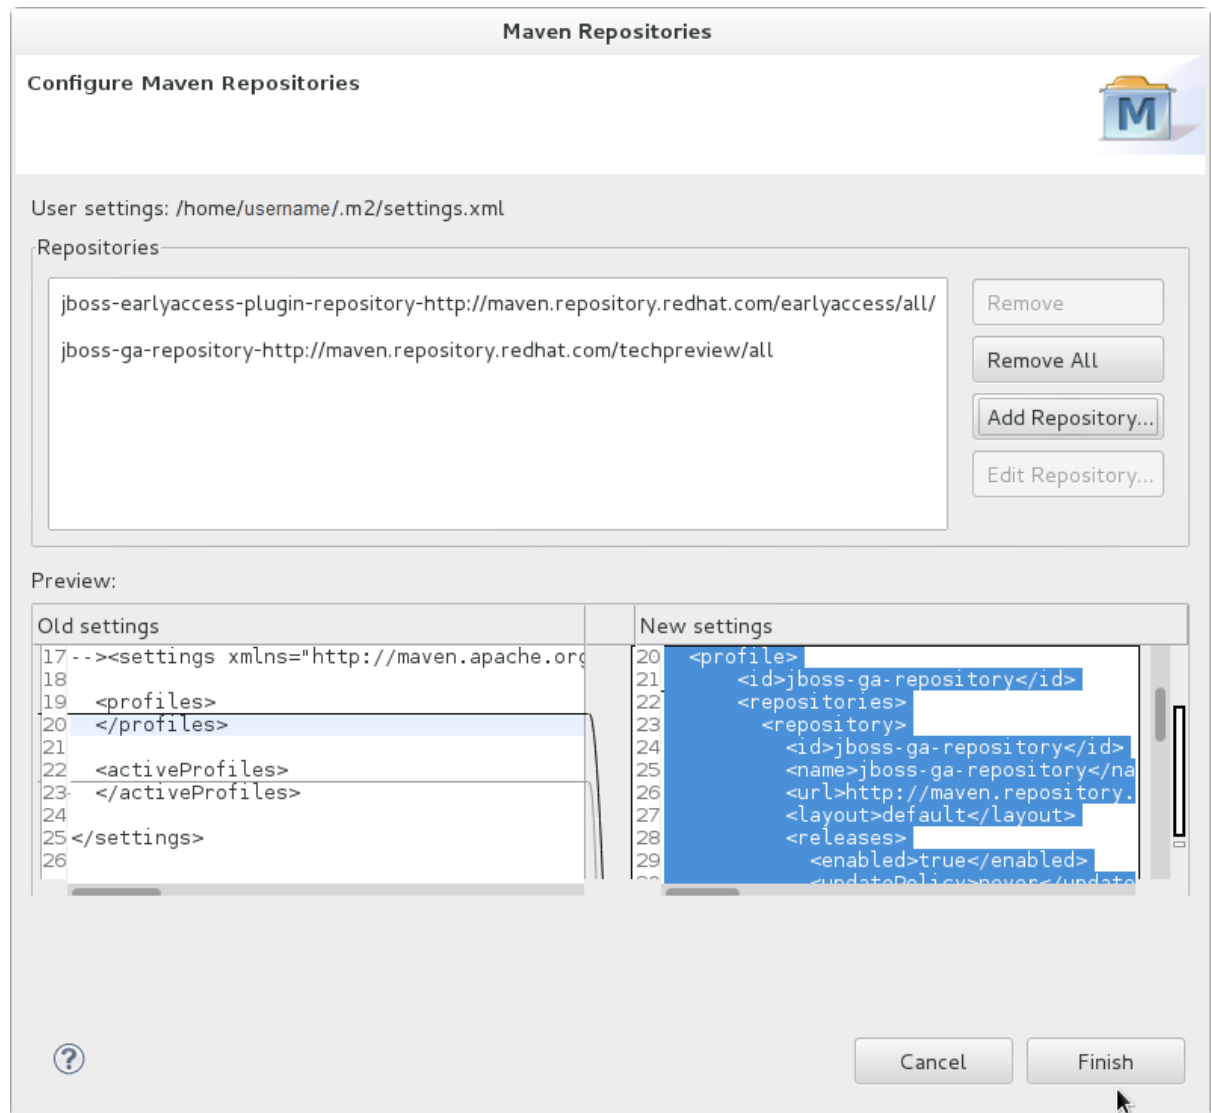 Maven Repositories
Configure Maven Repositories
M
User settings: /home/username/.m2/settings.xml
Repositories
jboss-earlyaccess-plugin-repository-http://maven.repository.redhat.com/earlyaccess/all/
jboss-ga-repository-http://maven.repository.redhat.com/techpreview/all
Remove
Remove All
Add Repository...
Edit Repository...
Preview:
Old settings
17 --><settings xmlns="http://maven.apache.org
18
19 <profiles>
20 </profiles>
21
22 <activeProfiles>
23 </activeProfiles>
24
25 </settings>
26
New settings
20 <profile>
21 <id>jboss-ga-repository</id>
22 <repositories>
23 <repository>
24 <id>jboss-ga-repository</id>
25 <name>jboss-ga-repository</na
26 <url>http://maven.repository.
27 <layout>default</layout>
28 <releases>
29 <enabled>true</enabled>
<updatePolicy>never</update
?
Cancel
Finish